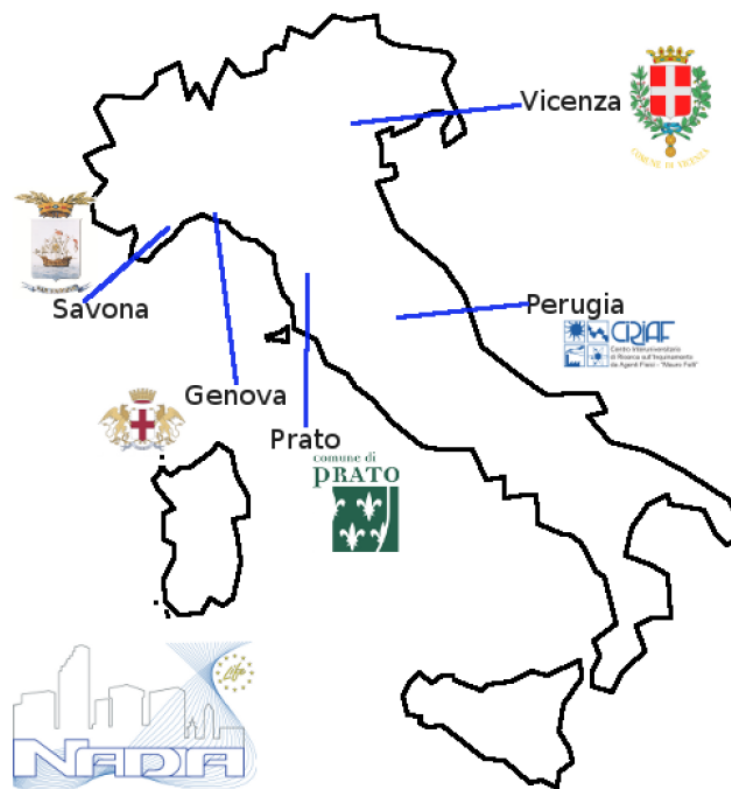 Vicenza
COMUNE DI VICENZA
Savona
Perugia
CRIAF
Centro Interuniversitario
di Ricerca sull'Inquinamento
da Agenti Fisici - "Mauro Felli"
Genova
Prato
comune di
PRATO
Life
NADIA